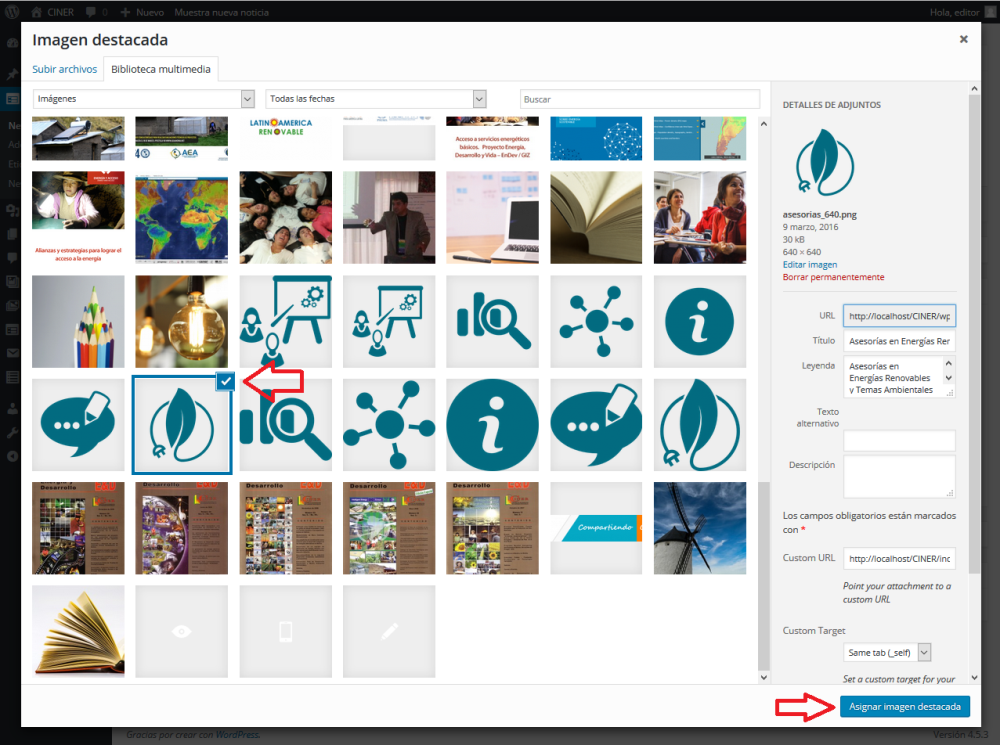 CINER
0
Nuevo
Muestra nueva noticia
Hola, editor
Imagen destacada
Subir archivos
Biblioteca multimedia
Imágenes
Todas las fechas
Buscar
LATINOAMERICA
RENOVABLE
AEA
Acceso a servicios energéticos
básicos. Proyecto Energía,
Desarrollo y Vida – EnDev / GIZ
Alianzas y estrategias para lograr el
acceso a la energía
Desarrollo
Desarrollo
Desarrollo
Desarrollo
Desarrollo
Compartiendo
DETALLES DE ADJUNTOS
asesorias_640.png
9 marzo, 2016
30 kB
640 × 640
Editar imagen
Borrar permanentemente
URL
http://localhost/CINER/wp
Título
Asesorías en Energías Rer
Leyenda
Asesorías en
Energías Renovables
y Temas Ambientales
Texto
alternativo
Descripción
Los campos obligatorios están marcados
con *
Custom URL
http://localhost/CINER/inc
Point your attachment to a
custom URL
Custom Target
Same tab (_self)
Set a custom target for your
Asignar imagen destacada
Gracias por crear con WordPress.
Versión 4.5.3